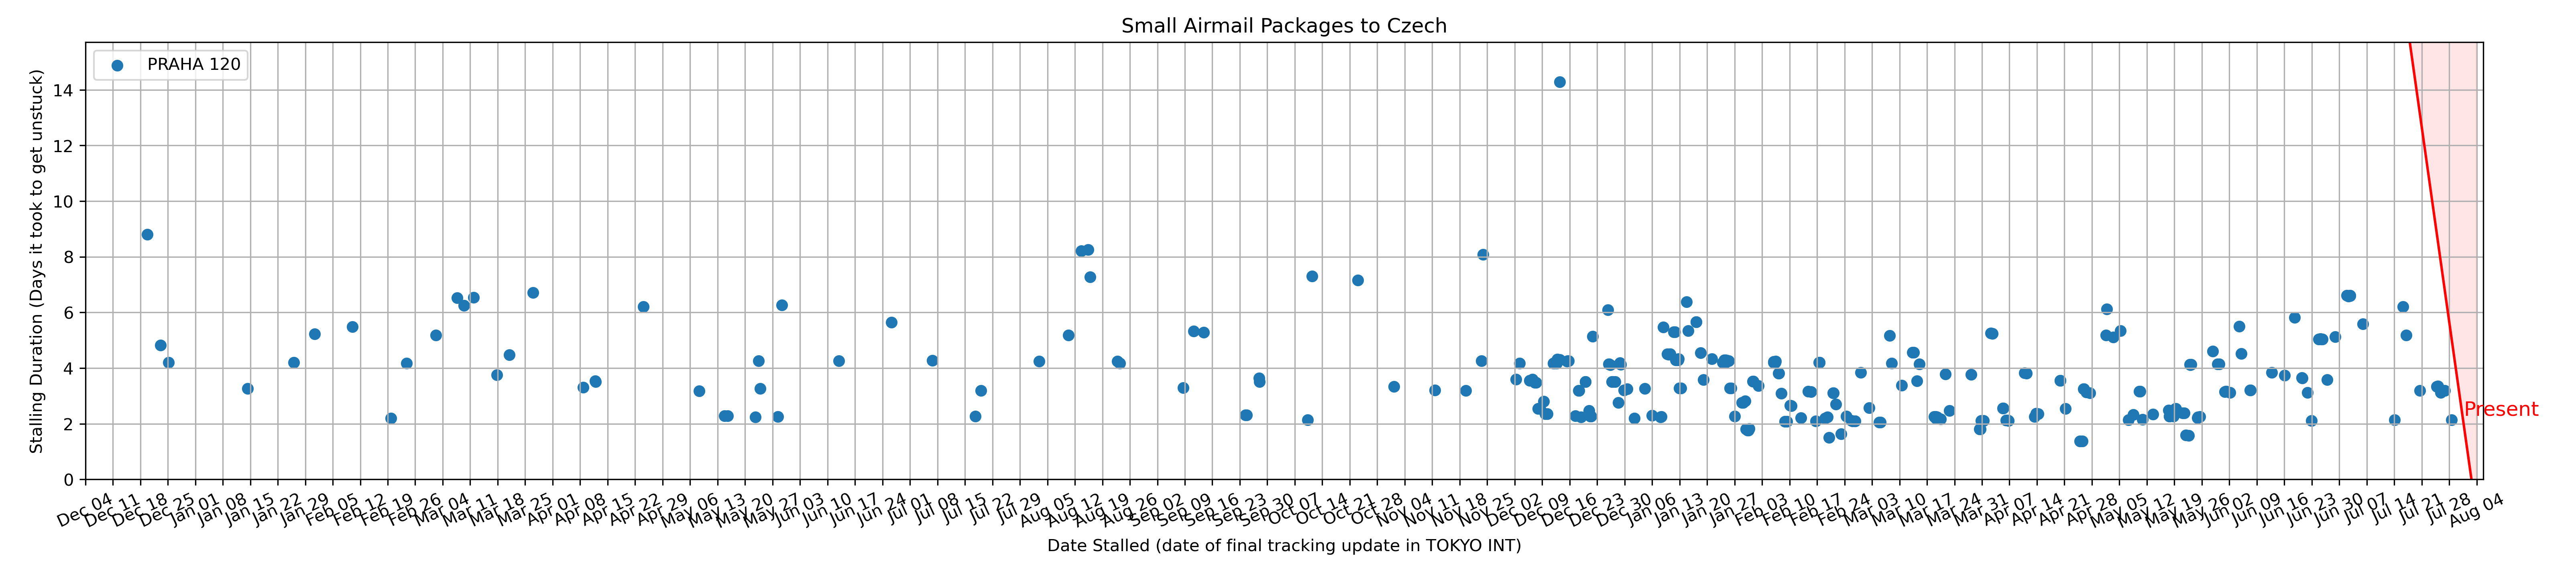 Small Airmail Packages to Czech
PRAHA 120
Stalling Duration (Days it took to get unstuck)
14
12
10
8
6
4
2
0
Present
Dec 04 Dec 11 Dec 18 Dec 25 Jan 01 Jan 08 Jan 15 Jan 22 Jan 29 Feb 05 Feb 12 Feb 19 Feb 26 Mar 04 Mar 11 Mar 18 Mar 25 Apr 01 Apr 08 Apr 15 Apr 22 Apr 29 May 06 May 13 May 20 May 27 Jun 03 Jun 10 Jun 17 Jun 24 Jul 01 Jul 08 Jul 15 Jul 22 Jul 29 Aug 05 Aug 12 Aug 19 Aug 26 Sep 02 Sep 09 Sep 16 Sep 23 Sep 30 Oct 07 Oct 14 Oct 21 Oct 28 Nov 04 Nov 11 Nov 18 Nov 25 Dec 02 Dec 09 Dec 16 Dec 23 Dec 30 Jan 06 Jan 13 Jan 20 Jan 27 Feb 03 Feb 10 Feb 17 Feb 24 Mar 03 Mar 10 Mar 17 Mar 24 Mar 31 Apr 07 Apr 14 Apr 21 Apr 28 May 05 May 12 May 19 May 26 Jun 02 Jun 09 Jun 16 Jun 23 Jun 30 Jul 07 Jul 14 Jul 21 Jul 28 Aug 04
Date Stalled (date of final tracking update in TOKYO INT)